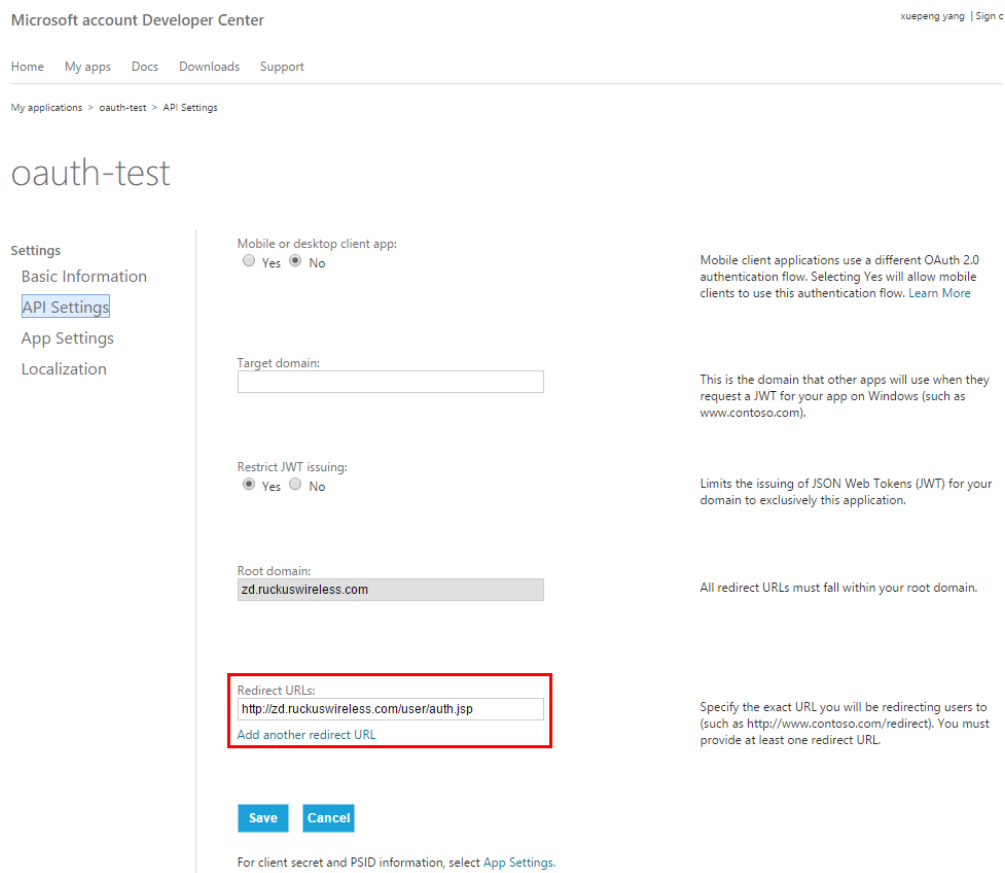 Microsoft account Developer Center
xuepeng yang | Sign
Home My apps Docs Downloads Support
My applications > oauth-test > API Settings
oauth-test
Settings
Basic Information
API Settings
App Settings
Localization
Mobile or desktop client app:
Yes No
Mobile client applications use a different OAuth 2.0
authentication flow. Selecting Yes will allow mobile
clients to use this authentication flow. Learn More
Target domain:
This is the domain that other apps will use when they
request a JWT for your app on Windows (such as
www.contoso.com).
Restrict JWT issuing:
Yes No
Limits the issuing of JSON Web Tokens (JWT) for your
domain to exclusively this application.
Root domain:
zd.ruckuswireless.com
All redirect URLs must fall within your root domain.
Redirect URLs:
http://zd.ruckuswireless.com/user/auth.jsp
Add another redirect URL
Specify the exact URL you will be redirecting users to
(such as http://www.contoso.com/redirect). You must
provide at least one redirect URL.
Save Cancel
For client secret and PSID information, select App Settings.